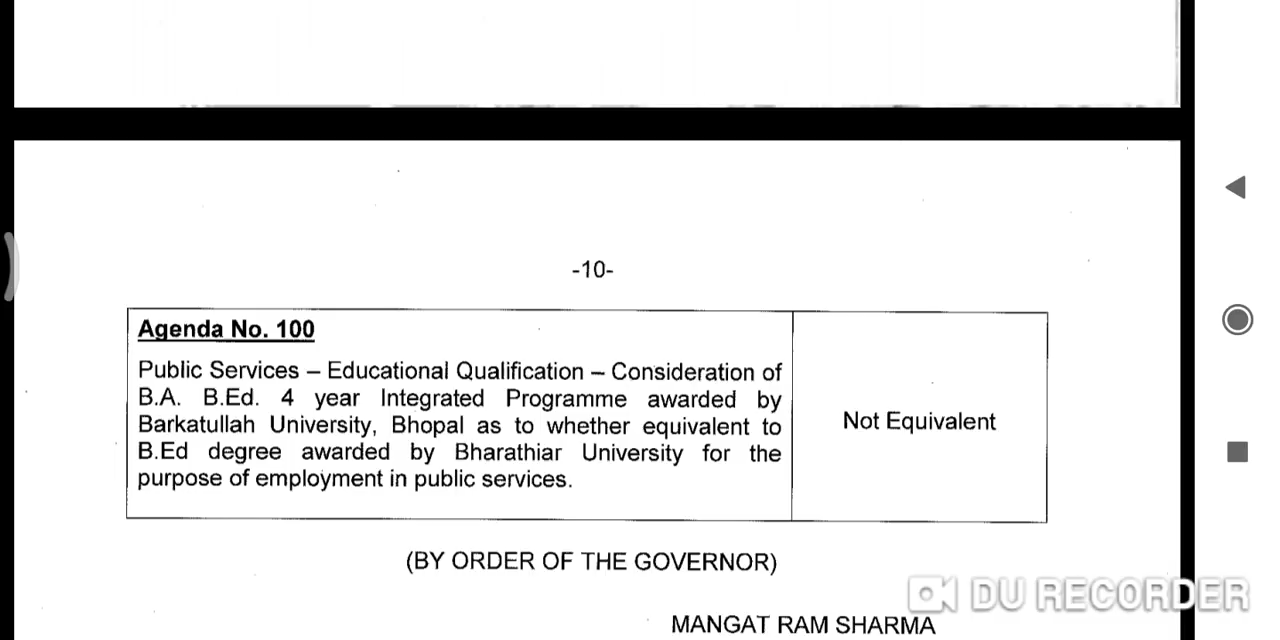 -10-
Agenda No. 100
Public Services – Educational Qualification – Consideration of
B.A. B.Ed. 4 year Integrated Programme awarded by
Barkatullah University, Bhopal as to whether equivalent to
B.Ed degree awarded by Bharathiar University for the
purpose of employment in public services.
Not Equivalent
(BY ORDER OF THE GOVERNOR)
MANGAT RAM SHARMA
DU RECORDER